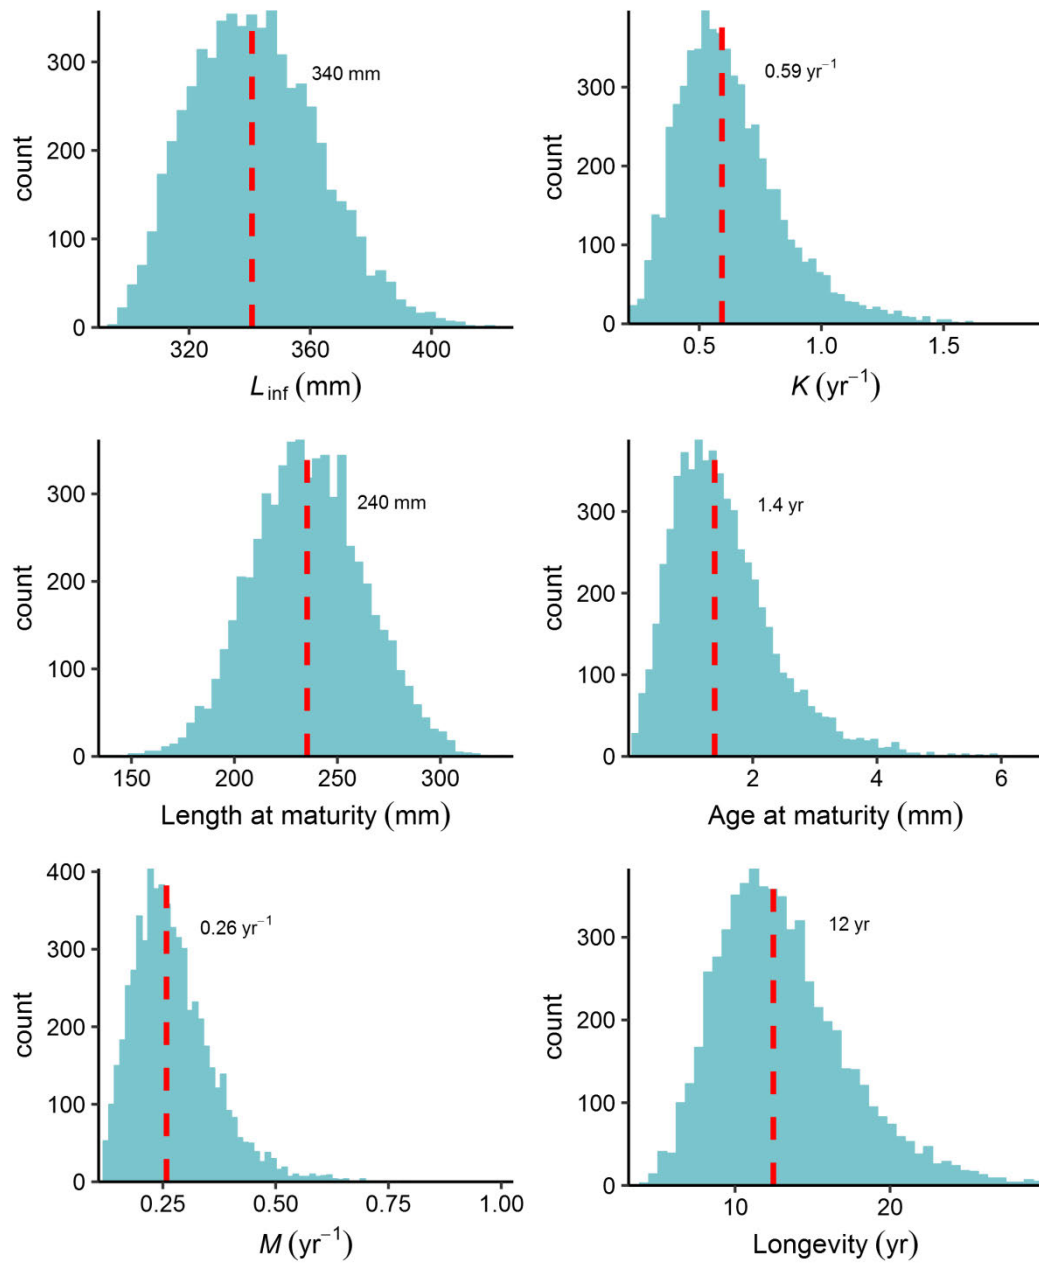 300
200
100
0
count
340 mm
320 360 400
L_inf (mm)
300
200
100
0
count
0.59 yr⁻¹
0.5 1.0 1.5
K (yr⁻¹)
300
200
100
0
count
240 mm
150 200 250 300
Length at maturity (mm)
300
200
100
0
count
1.4 yr
2 4 6
Age at maturity (mm)
400
300
200
100
0
count
0.26 yr⁻¹
0.25 0.50 0.75 1.00
M (yr⁻¹)
300
200
100
0
count
12 yr
10 20
Longevity (yr)